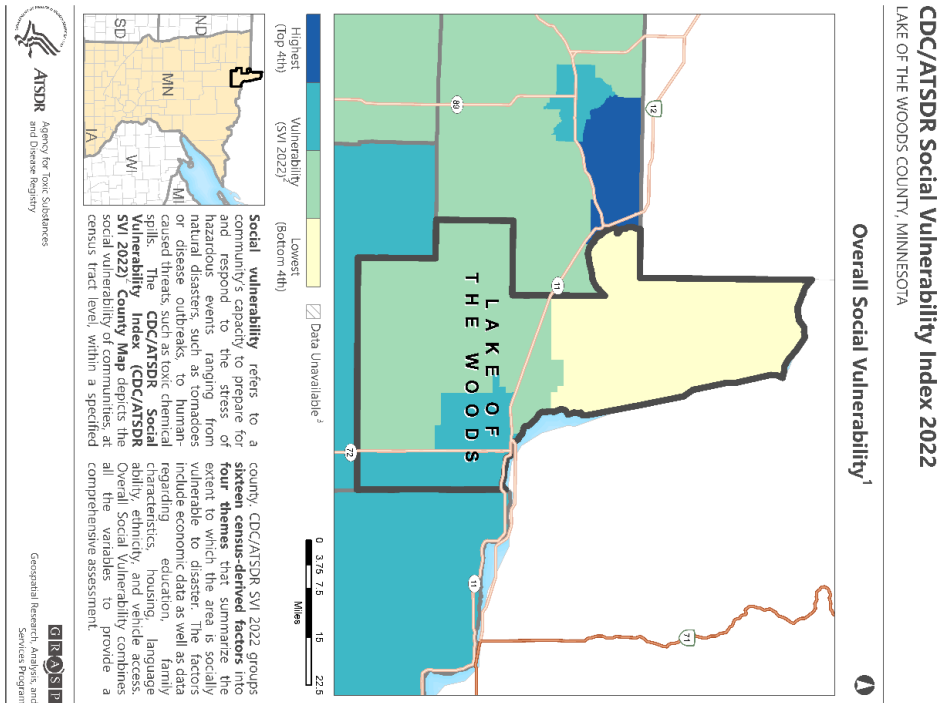 CDC/ATSDR Social Vulnerability Index 2022
LAKE OF THE WOODS COUNTY, MINNESOTA
Overall Social Vulnerability1
12
89
11
71
LAKE OF
THE WOODS
11
72
0 3.75 7.5 15 22.5
Miles
Highest
(Top 4th)
Vulnerability
(SVI 2022)2
Lowest
(Bottom 4th)
Data Unavailable3
ND
SD
MN
WI
MI
IA
Social vulnerability refers to a
community's capacity to prepare for
and respond to the stress of
hazardous events ranging from
natural disasters, such as tornadoes
or disease outbreaks, to human-
caused threats, such as toxic chemical
spills. The CDC/ATSDR Social
Vulnerability Index (CDC/ATSDR
SVI 2022)4 County Map depicts the
social vulnerability of communities, at
census tract level, within a specified
county. CDC/ATSDR SVI 2022 groups
sixteen census-derived factors into
four themes that summarize the
extent to which the area is socially
vulnerable to disaster. The factors
include economic data as well as data
regarding education, family
characteristics, housing, language
ability, ethnicity, and vehicle access.
Overall Social Vulnerability combines
all the variables to provide a
comprehensive assessment.
ATSDR
Agency for Toxic Substances
and Disease Registry
GRASP
Geospatial Research, Analysis, and
Services Program